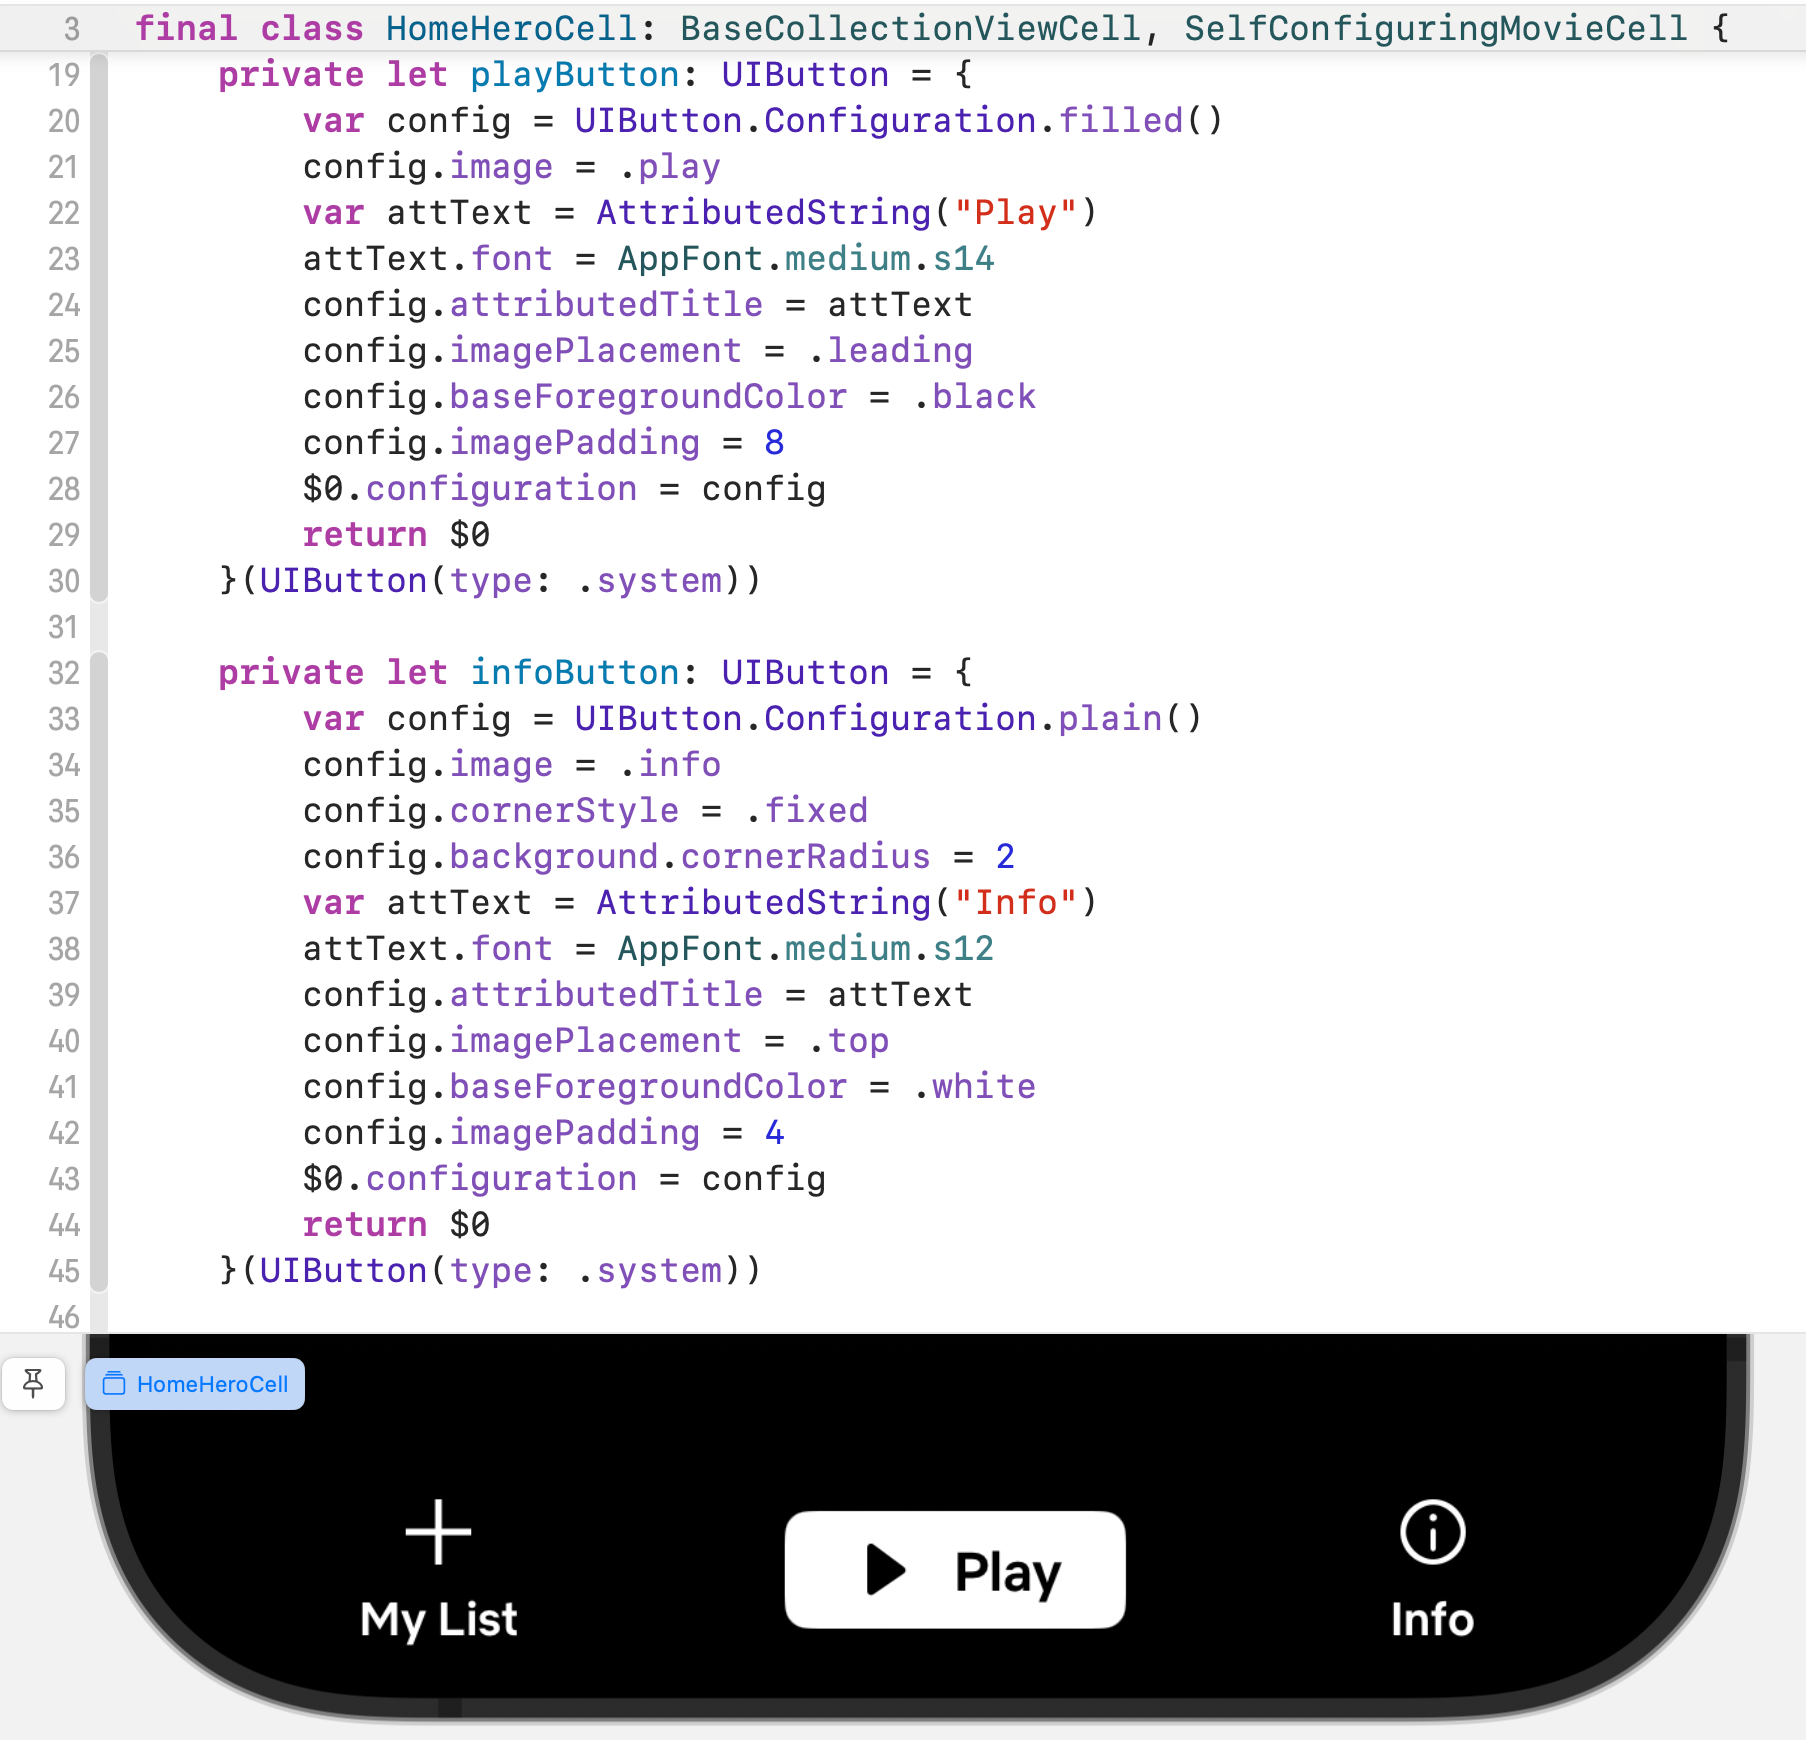 3 final class HomeHeroCell: BaseCollectionViewCell, SelfConfiguringMovieCell {
19 private let playButton: UIButton = {
20 var config = UIButton.Configuration.filled()
21 config.image = .play
22 var attText = AttributedString("Play")
23 attText.font = AppFont.medium.s14
24 config.attributedTitle = attText
25 config.imagePlacement = .leading
26 config.baseForegroundColor = .black
27 config.imagePadding = 8
28 $0.configuration = config
29 return $0
30 }(UIButton(type: .system))
31
32 private let infoButton: UIButton = {
33 var config = UIButton.Configuration.plain()
34 config.image = .info
35 config.cornerStyle = .fixed
36 config.background.cornerRadius = 2
37 var attText = AttributedString("Info")
38 attText.font = AppFont.medium.s12
39 config.attributedTitle = attText
40 config.imagePlacement = .top
41 config.baseForegroundColor = .white
42 config.imagePadding = 4
43 $0.configuration = config
44 return $0
45 }(UIButton(type: .system))
46
HomeHeroCell
My List
Play
Info